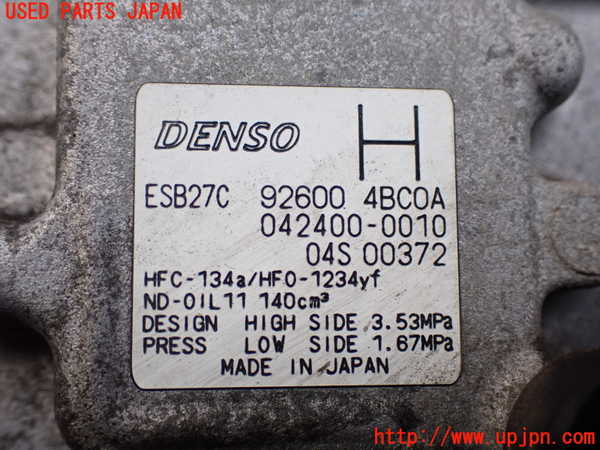 USED PARTS JAPAN
DENSO H
ESB27C 92600 4BC0A
042400-0010
04S 00372
HFC-134a/HFO-1234yf
ND-OIL11 140cm³
DESIGN HIGH SIDE 3.53MPa
PRESS LOW SIDE 1.67MPa
MADE IN JAPAN
http://www.upjpn.com/